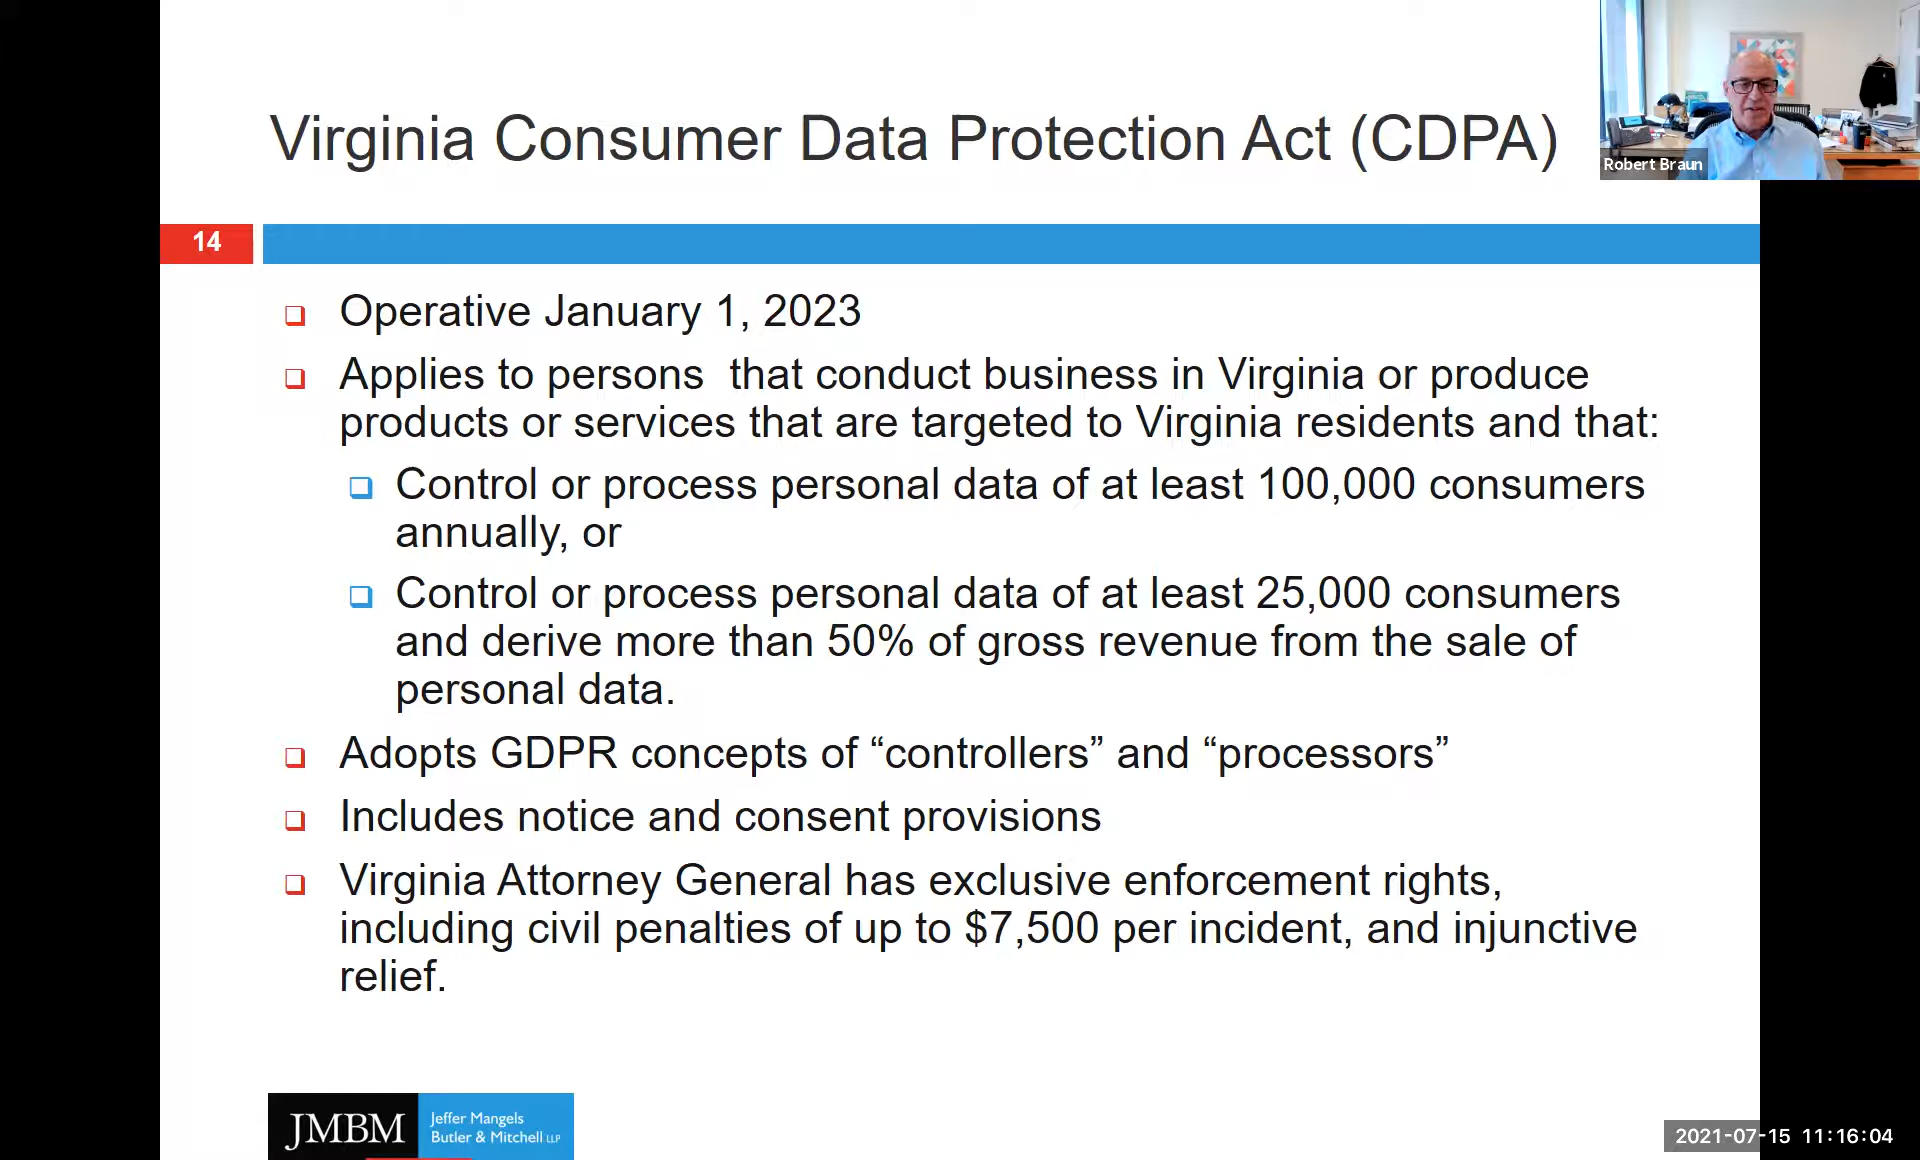 Virginia Consumer Data Protection Act (CDPA)
Robert Braun
14
Operative January 1, 2023
Applies to persons  that conduct business in Virginia or produce
products or services that are targeted to Virginia residents and that:
Control or process personal data of at least 100,000 consumers
annually, or
Control or process personal data of at least 25,000 consumers
and derive more than 50% of gross revenue from the sale of
personal data.
Adopts GDPR concepts of “controllers” and “processors”
Includes notice and consent provisions
Virginia Attorney General has exclusive enforcement rights,
including civil penalties of up to $7,500 per incident, and injunctive
relief.
JMBM
Jeffer Mangels
Butler & Mitchell LLP
2021-07-15 11:16:04